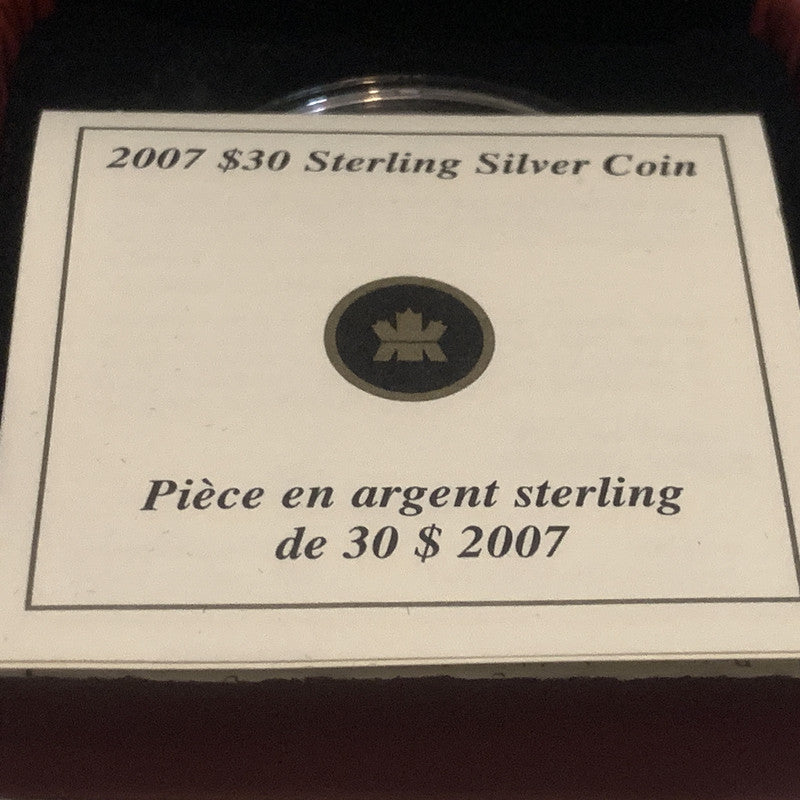 2007 $30 Sterling Silver Coin
Pièce en argent sterling
de 30 $ 2007